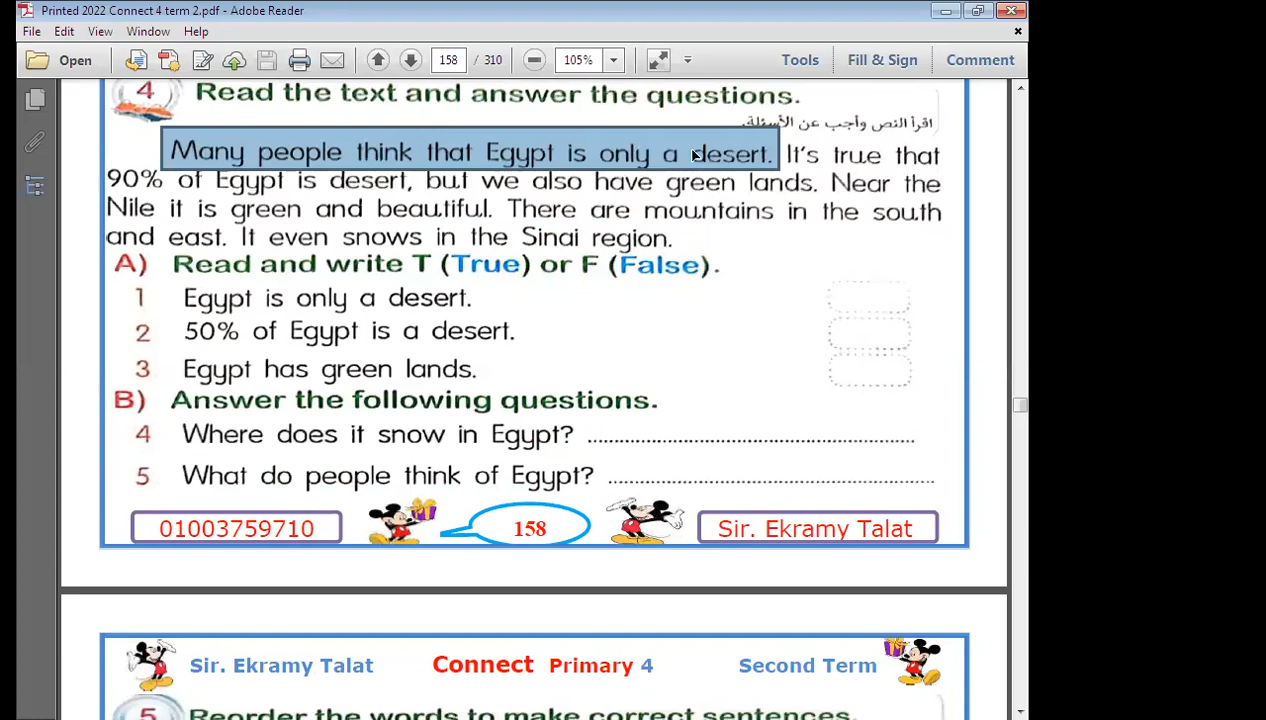 Printed 2022 Connect 4 term 2.pdf - Adobe Reader
File Edit View Window Help
Open 158 / 310 105% Tools Fill & Sign Comment
4 Read the text and answer the questions.
اقرأ النص وأجب عن الأسئلة.
Many people think that Egypt is only a desert. It's true that
90% of Egypt is desert, but we also have green lands. Near the
Nile it is green and beautiful. There are mountains in the south
and east. It even snows in the Sinai region.
A) Read and write T (True) or F (False).
1 Egypt is only a desert.
2 50% of Egypt is a desert.
3 Egypt has green lands.
B) Answer the following questions.
4 Where does it snow in Egypt? ............................................................
5 What do people think of Egypt? ............................................................
01003759710 158 Sir. Ekramy Talat
Sir. Ekramy Talat Connect Primary 4 Second Term
5 Reorder the words to make correct sentences.